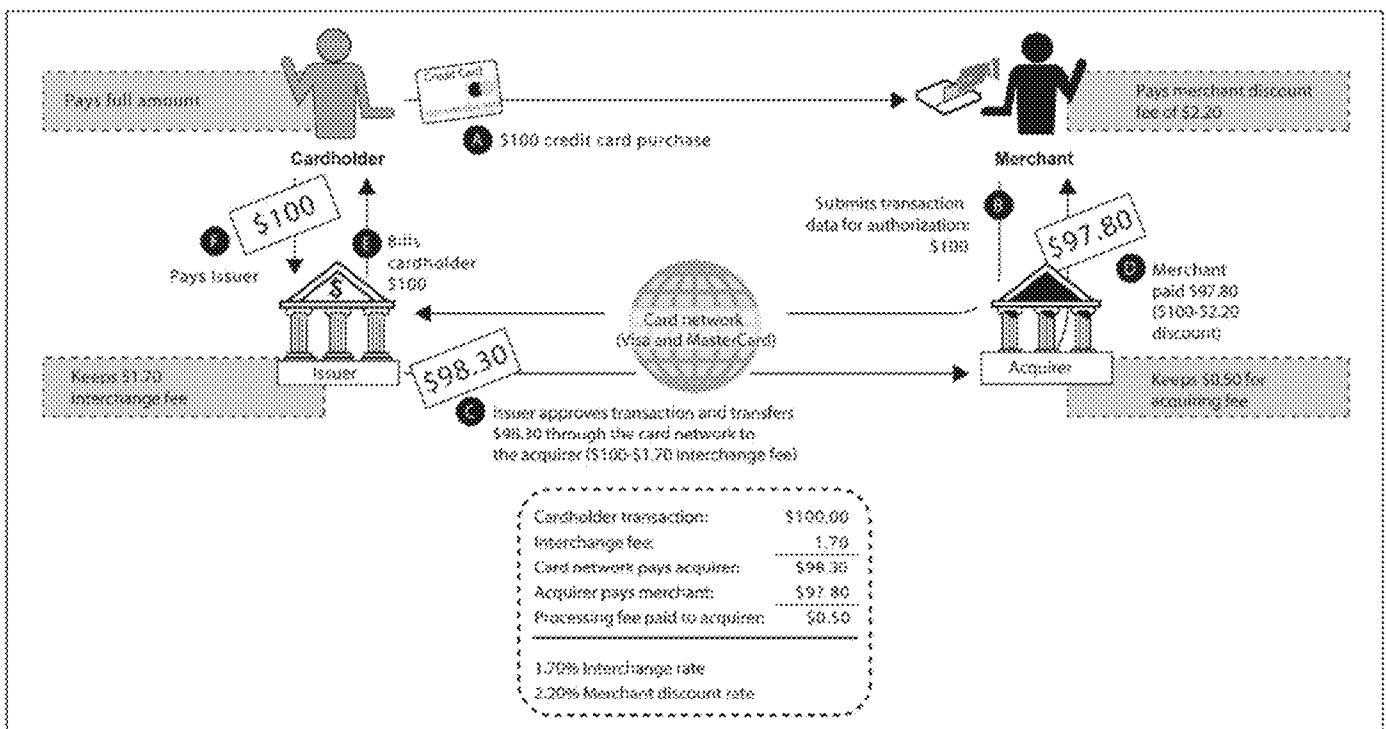 Credit Card
Pays full amount
Pays merchant discount
fee of $2.20
A $100 credit card purchase
Cardholder
Merchant
$100
F
Pays Issuer
E Bills
cardholder
$100
Submits transaction
data for authorization:
$100
B
$97.80
D Merchant
paid $97.80
($100-$2.20
discount)
$
Card network
(Visa and MasterCard)
Issuer
Acquirer
$98.30
Keeps $1.70
interchange fee
Keeps $0.50 for
acquiring fee
C Issuer approves transaction and transfers
$98.30 through the card network to
the acquirer ($100-$1.70 interchange fee)
Cardholder transaction: $100.00
Interchange fee: 1.70
Card network pays acquirer: $98.30
Acquirer pays merchant: $97.80
Processing fee paid to acquirer: $0.50
1.70% Interchange rate
2.20% Merchant discount rate